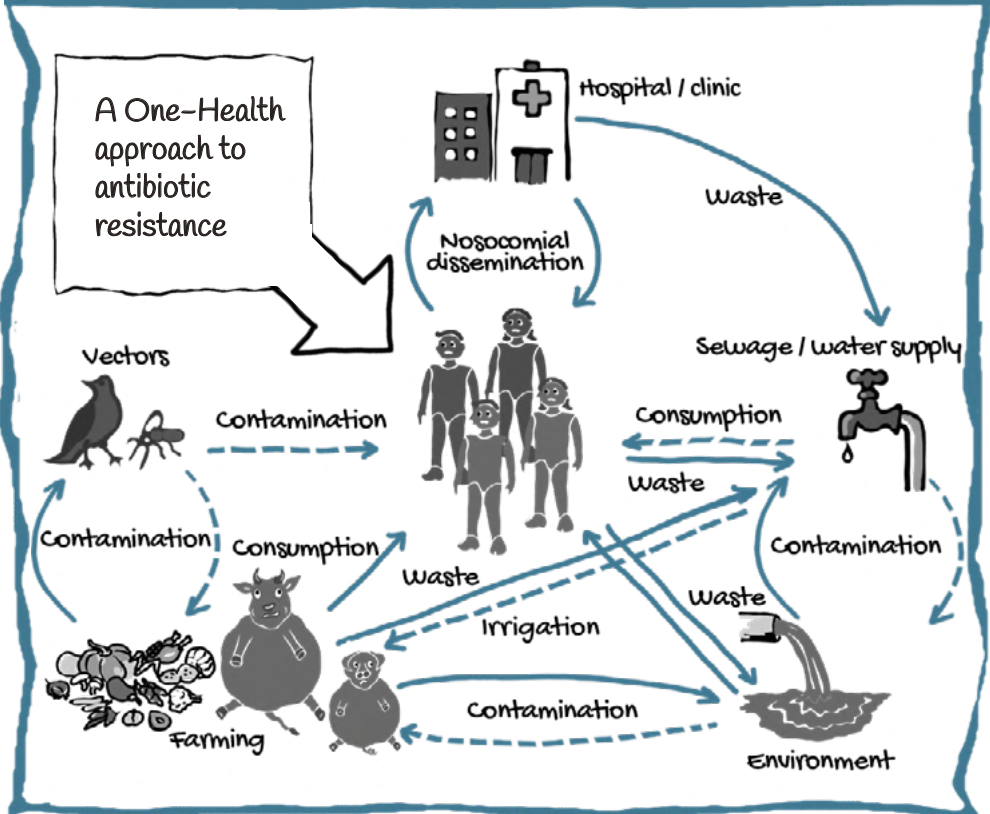 A One-Health
approach to
antibiotic
resistance
Hospital / clinic
Waste
Nosocomial
dissemination
Vectors
Sewage / water supply
Contamination
Consumption
Waste
Contamination
Consumption
Contamination
Waste
Waste
Irrigation
Contamination
Farming
Environment